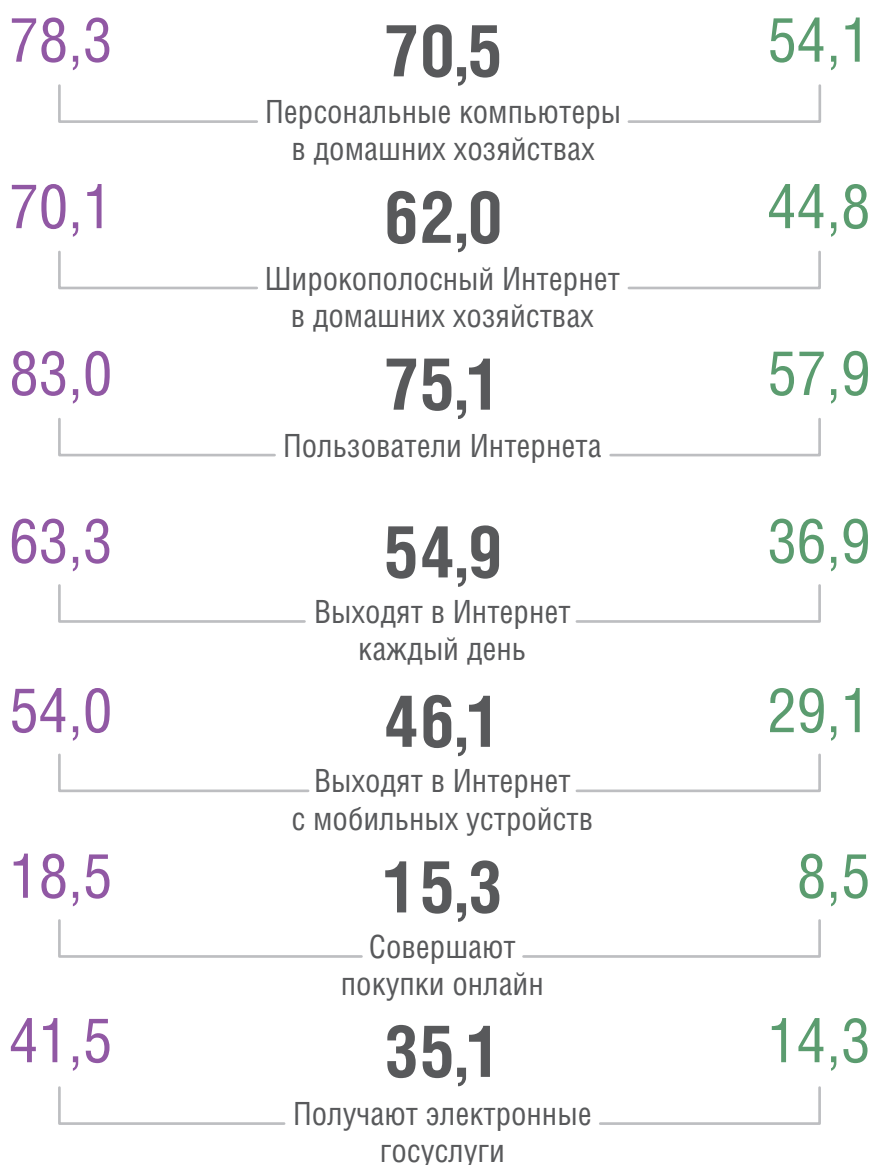 78,3 70,5 54,1
Персональные компьютеры
в домашних хозяйствах
70,1 62,0 44,8
Широкополосный Интернет
в домашних хозяйствах
83,0 75,1 57,9
Пользователи Интернета
63,3 54,9 36,9
Выходят в Интернет
каждый день
54,0 46,1 29,1
Выходят в Интернет
с мобильных устройств
18,5 15,3 8,5
Совершают
покупки онлайн
41,5 35,1 14,3
Получают электронные
госуслуги